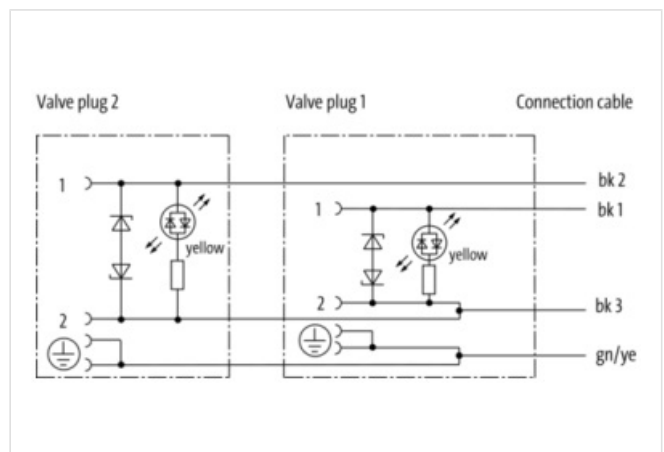 Valve plug 2 Valve plug 1 Connection cable
1 bk 2
1 bk 1
yellow yellow
2 bk 3
2
gn/ye